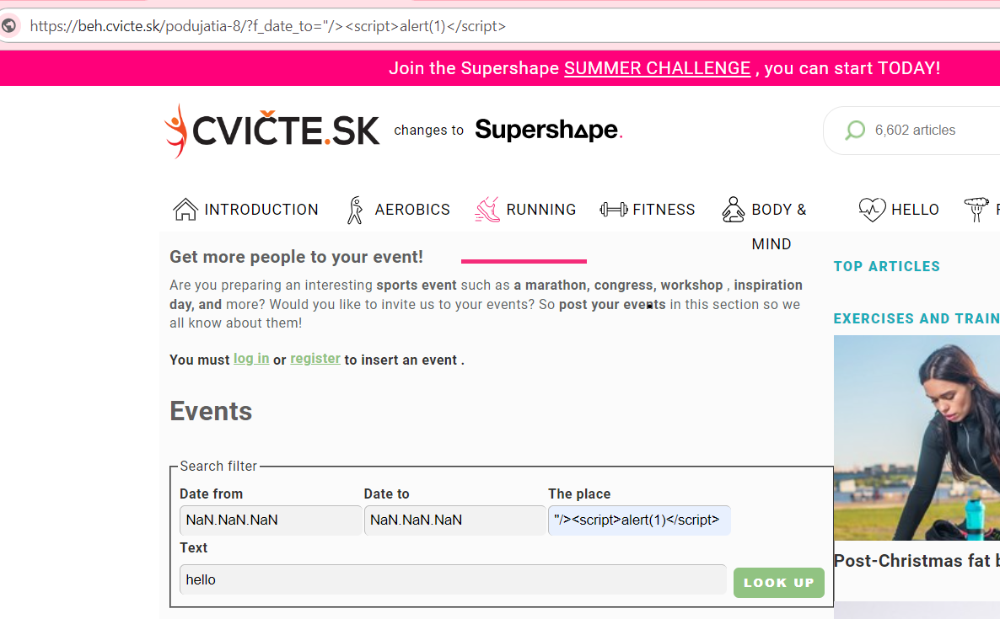 https://beh.cvicte.sk/podujatia-8/?f_date_to="/><script>alert(1)</script>
Join the Supershape SUMMER CHALLENGE , you can start TODAY!
CVIČTE.SK changes to Supershape. 6,602 articles
INTRODUCTION AEROBICS RUNNING FITNESS BODY & MIND HELLO
Get more people to your event!
Are you preparing an interesting sports event such as a marathon, congress, workshop , inspiration
day, and more? Would you like to invite us to your events? So post your events in this section so we
all know about them!
You must log in or register to insert an event .
Events
Search filter
Date from Date to The place
NaN.NaN.NaN NaN.NaN.NaN "/><script>alert(1)</script>
Text
hello LOOK UP
TOP ARTICLES
EXERCISES AND TRAIN
Post-Christmas fat